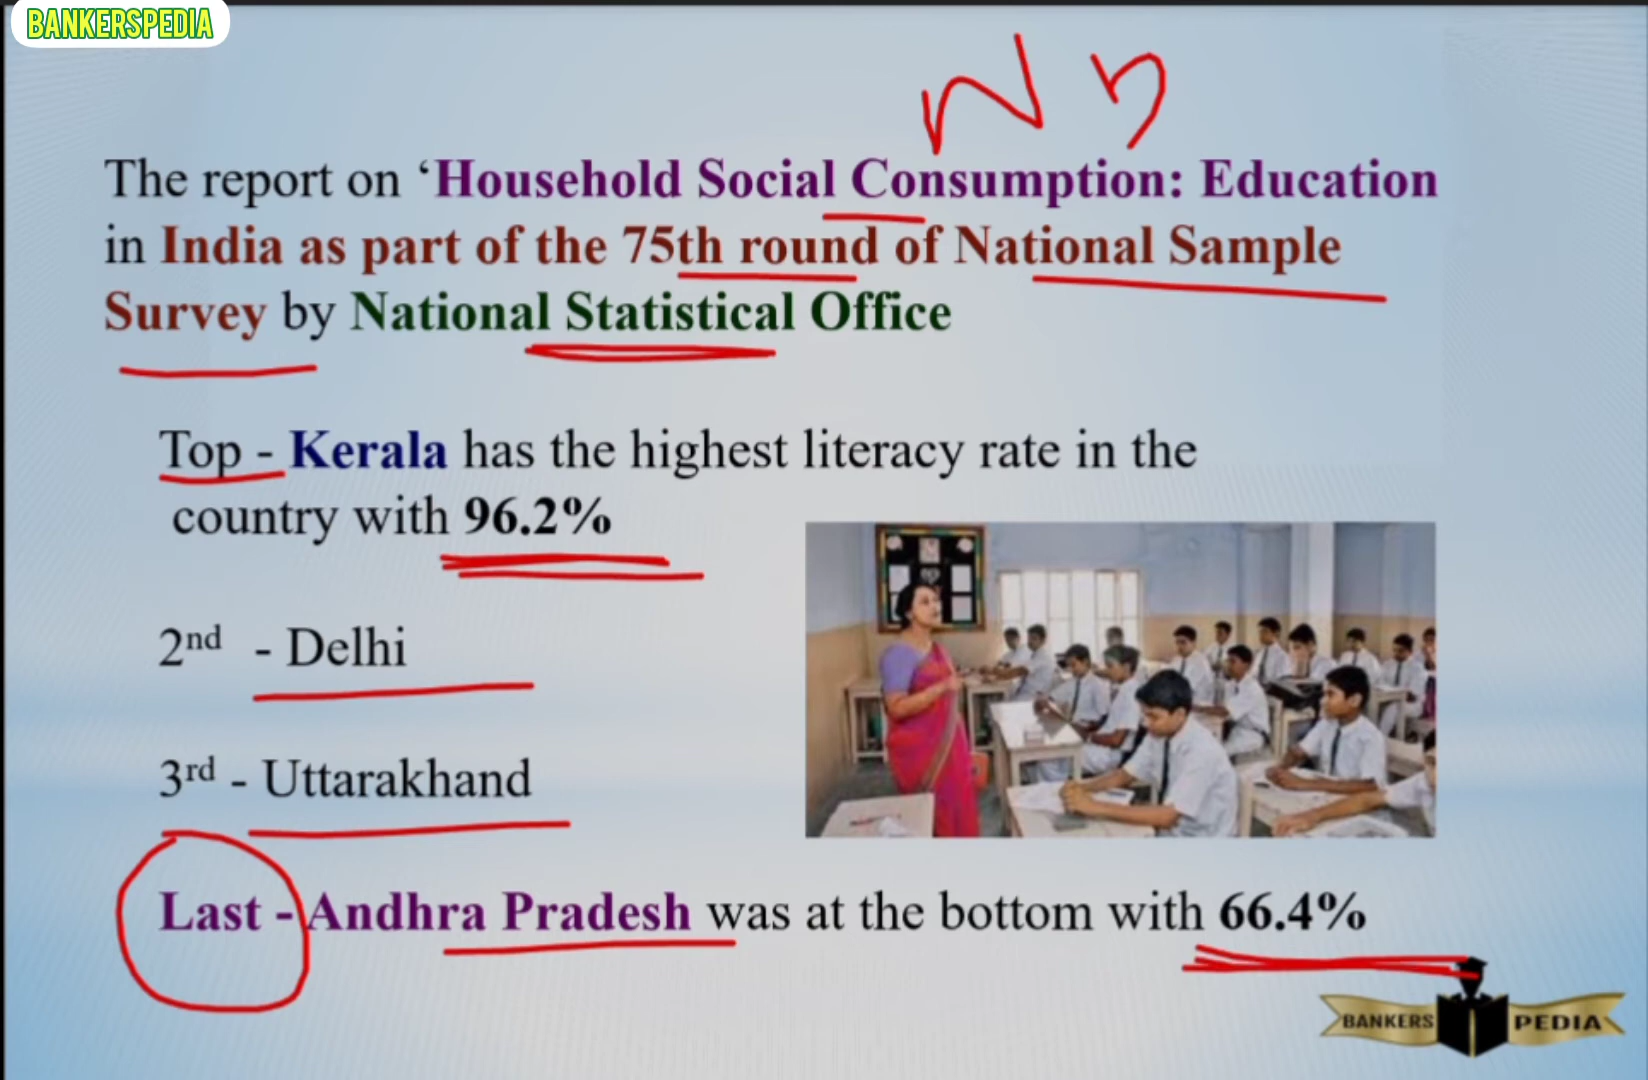 BANKERSPEDIA
The report on ‘Household Social Consumption: Education
in India as part of the 75th round of National Sample
Survey by National Statistical Office
Top - Kerala has the highest literacy rate in the
country with 96.2%
2nd - Delhi
3rd - Uttarakhand
Last - Andhra Pradesh was at the bottom with 66.4%
BANKERS PEDIA